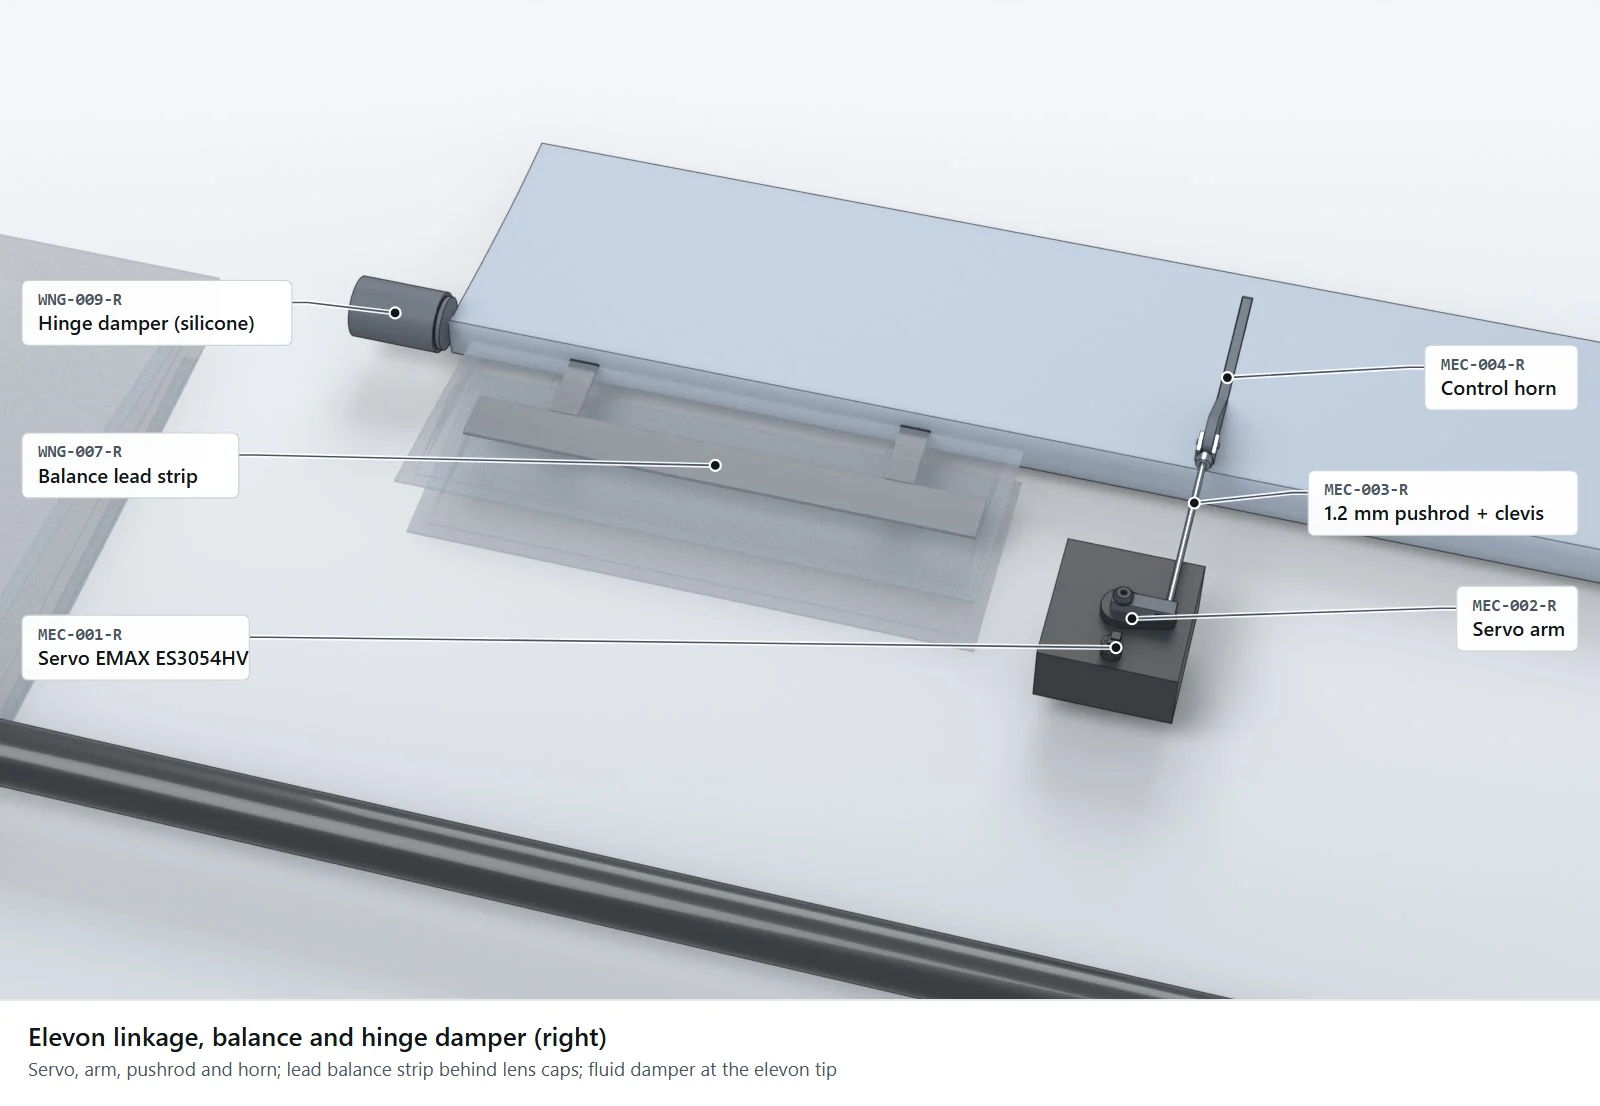 WNG-009-R
Hinge damper (silicone)
MEC-004-R
Control horn
WNG-007-R
Balance lead strip
MEC-003-R
1.2 mm pushrod + clevis
MEC-002-R
Servo arm
MEC-001-R
Servo EMAX ES3054HV
Elevon linkage, balance and hinge damper (right)
Servo, arm, pushrod and horn; lead balance strip behind lens caps; fluid damper at the elevon tip